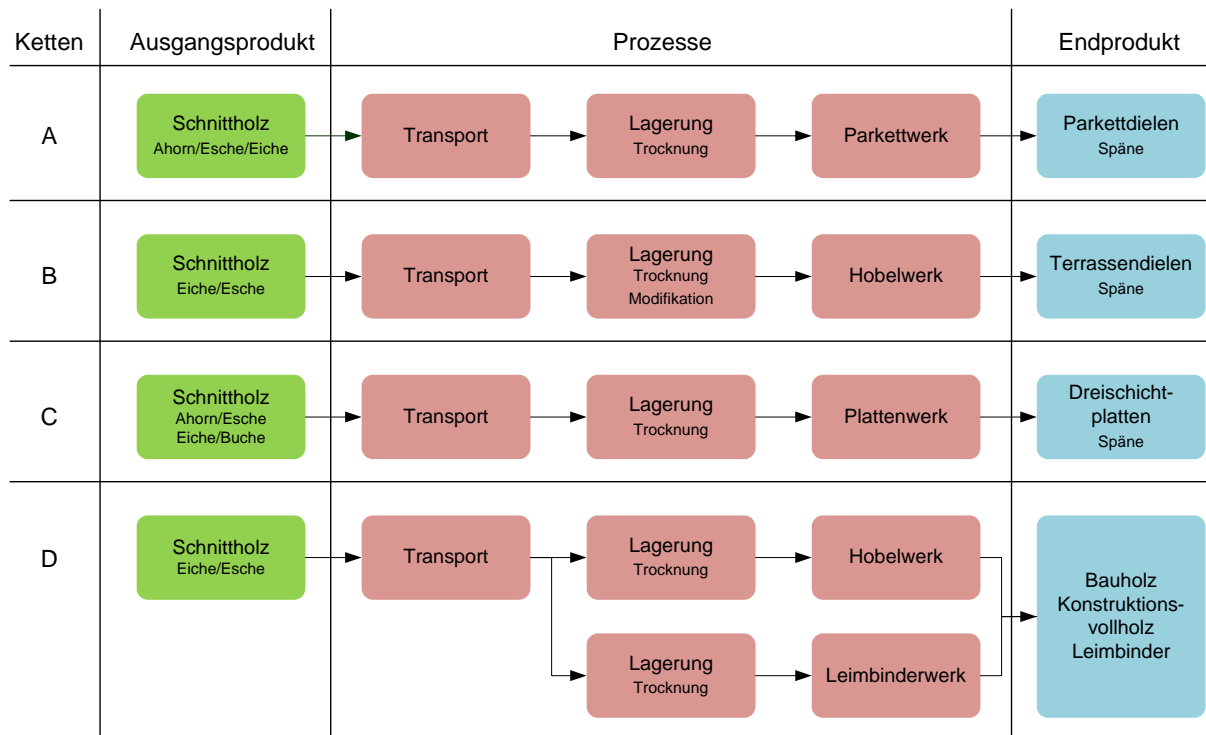 Ketten
Ausgangsprodukt
Prozesse
Endprodukt
A
Schnittholz
Ahorn/Esche/Eiche
Transport
Lagerung
Trocknung
Parkettwerk
Parkettdielen
Späne
B
Schnittholz
Eiche/Esche
Transport
Lagerung
Trocknung
Modifikation
Hobelwerk
Terrassendielen
Späne
C
Schnittholz
Ahorn/Esche
Eiche/Buche
Transport
Lagerung
Trocknung
Plattenwerk
Dreischicht-
platten
Späne
D
Schnittholz
Eiche/Esche
Transport
Lagerung
Trocknung
Hobelwerk
Lagerung
Trocknung
Leimbinderwerk
Bauholz
Konstruktions-
vollholz
Leimbinder